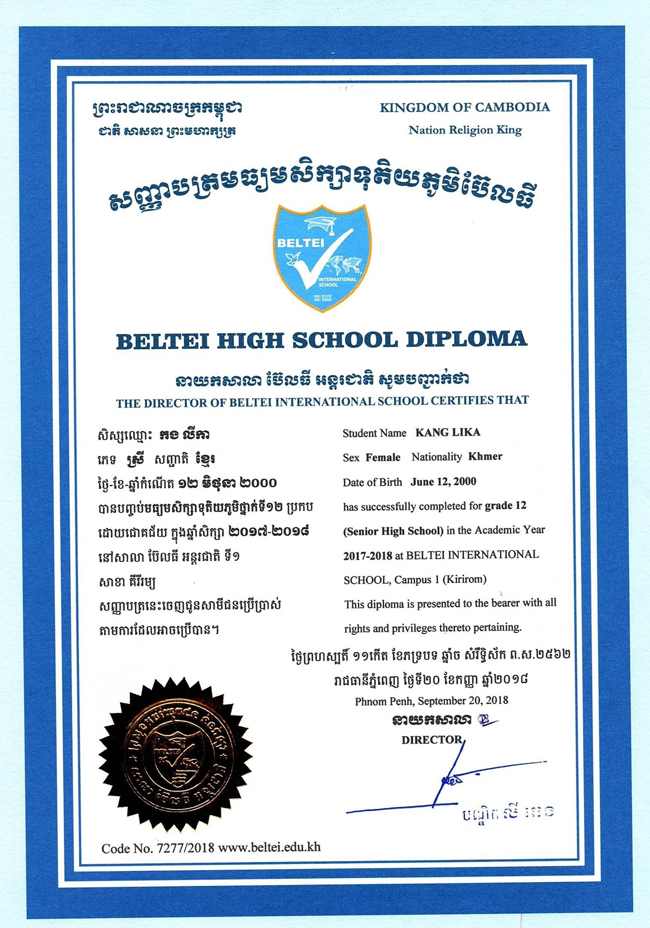 ព្រះរាជាណាចក្រកម្ពុជា
ជាតិ សាសនា ព្រះមហាក្សត្រ
KINGDOM OF CAMBODIA
Nation Religion King
សញ្ញាបត្រមធ្យមសិក្សាទុតិយភូមិប៊ែលធី
BELTEI
INTERNATIONAL
SCHOOL
BELTEI HIGH SCHOOL DIPLOMA
នាយកសាលា ប៊ែលធី អន្តរជាតិ សូមបញ្ជាក់ថា
THE DIRECTOR OF BELTEI INTERNATIONAL SCHOOL CERTIFIES THAT
សិស្សឈ្មោះ កង លីកា
ភេទ ស្រី សញ្ជាតិ ខ្មែរ
ថ្ងៃ-ខែ-ឆ្នាំកំណើត ១២ មិថុនា ២០០០
បានបញ្ចប់មធ្យមសិក្សាទុតិយភូមិថ្នាក់ទី១២ ប្រកប
ដោយជោគជ័យ ក្នុងឆ្នាំសិក្សា ២០១៧-២០១៨
នៅសាលា ប៊ែលធី អន្តរជាតិ ទី១
សាខា គីរីរម្យ
សញ្ញាបត្រនេះចេញជូនសាមីជនប្រើប្រាស់
តាមការដែលអាចប្រើបាន។
Student Name KANG LIKA
Sex Female Nationality Khmer
Date of Birth June 12, 2000
has successfully completed for grade 12
(Senior High School) in the Academic Year
2017-2018 at BELTEI INTERNATIONAL
SCHOOL, Campus 1 (Kirirom)
This diploma is presented to the bearer with all
rights and privileges thereto pertaining.
ថ្ងៃព្រហស្បតិ៍ ១១កើត ខែភទ្របទ ឆ្នាំច សំរឹទ្ធិស័ក ព.ស.២៥៦២
រាជធានីភ្នំពេញ ថ្ងៃទី២០ ខែកញ្ញា ឆ្នាំ២០១៨
Phnom Penh, September 20, 2018
នាយកសាលា
DIRECTOR
បណ្ឌិត លី
Code No. 7277/2018 www.beltei.edu.kh